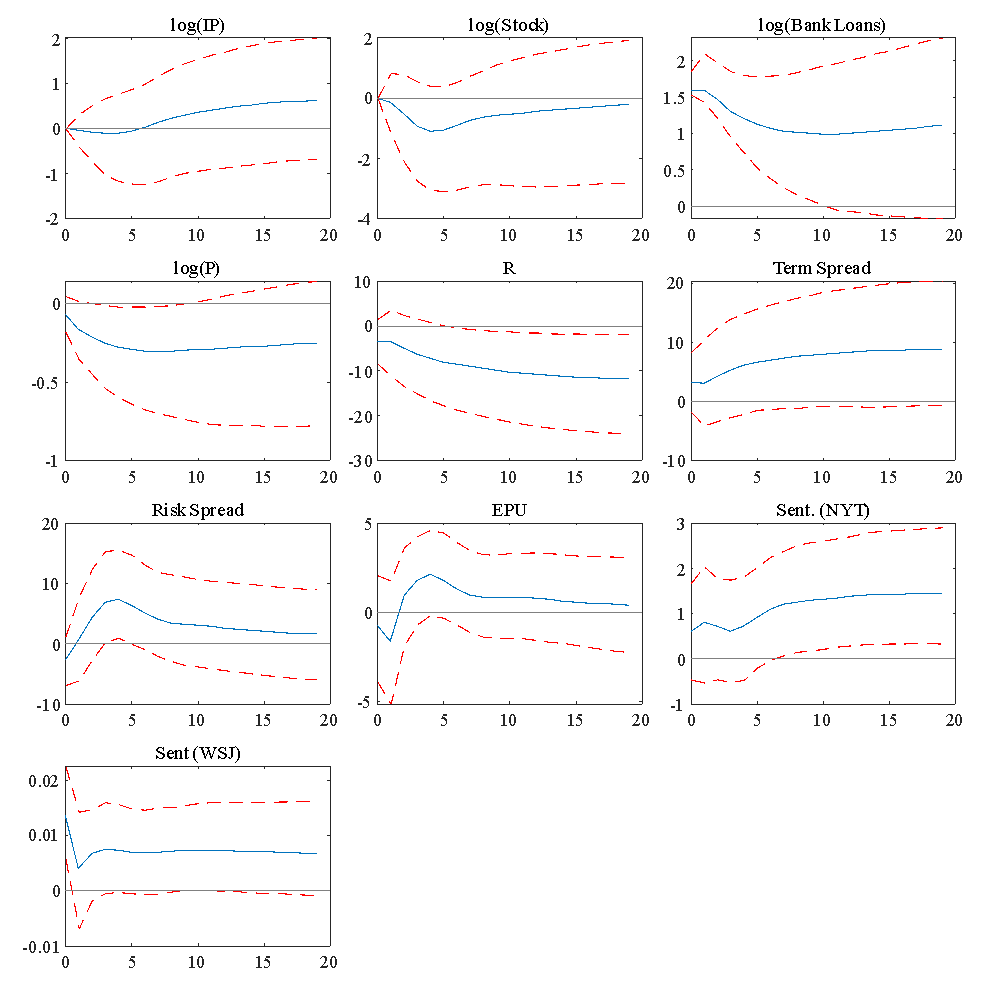 log(IP)
2
1
0
-1
-2
0 5 10 15 20
log(Stock)
2
0
-2
-4
0 5 10 15 20
log(Bank Loans)
2
1.5
1
0.5
0
0 5 10 15 20
log(P)
0
-0.5
-1
0 5 10 15 20
R
10
0
-10
-20
-30
0 5 10 15 20
Term Spread
20
10
0
-10
0 5 10 15 20
Risk Spread
20
10
0
-10
0 5 10 15 20
EPU
5
0
-5
0 5 10 15 20
Sent. (NYT)
3
2
1
0
-1
0 5 10 15 20
Sent (WSJ)
0.02
0.01
0
-0.01
0 5 10 15 20